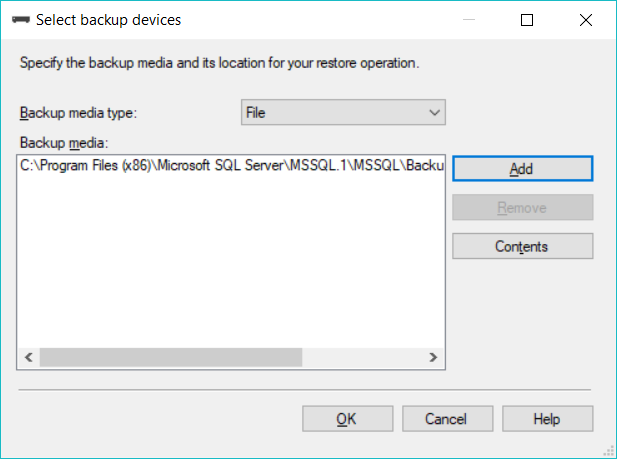 Select backup devices
Specify the backup media and its location for your restore operation.
Backup media type:
File
Backup media:
C:\Program Files (x86)\Microsoft SQL Server\MSSQL.1\MSSQL\Backu
Add
Remove
Contents
OK
Cancel
Help